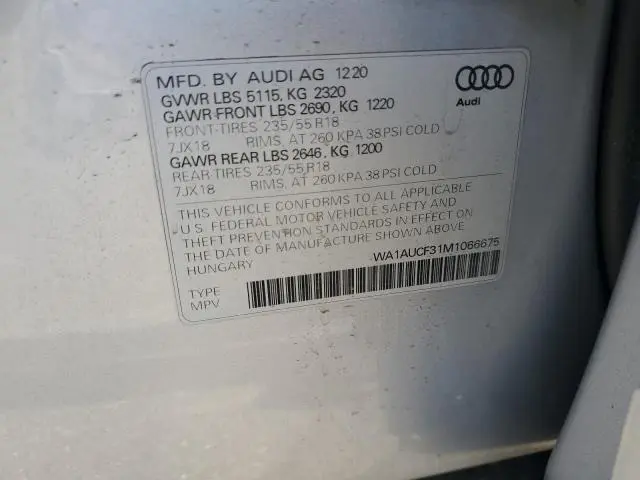 MFD. BY AUDI AG 1220
GVWR LBS 5115, KG 2320
GAWR FRONT LBS 2690, KG 1220
FRONT-TIRES 235/55 R18
7JX18 RIMS, AT 260 KPA 38 PSI COLD
GAWR REAR LBS 2646, KG 1200
REAR TIRES 235/55 R18
7JX18 RIMS, AT 260 KPA 38 PSI COLD
Audi
THIS VEHICLE CONFORMS TO ALL APPLICABLE
U.S. FEDERAL MOTOR VEHICLE SAFETY AND
THEFT PREVENTION STANDARDS IN EFFECT ON
THE DATE OF MANUFACTURE SHOWN ABOVE.
HUNGARY
WA1AUCF31M1066675
TYPE
MPV